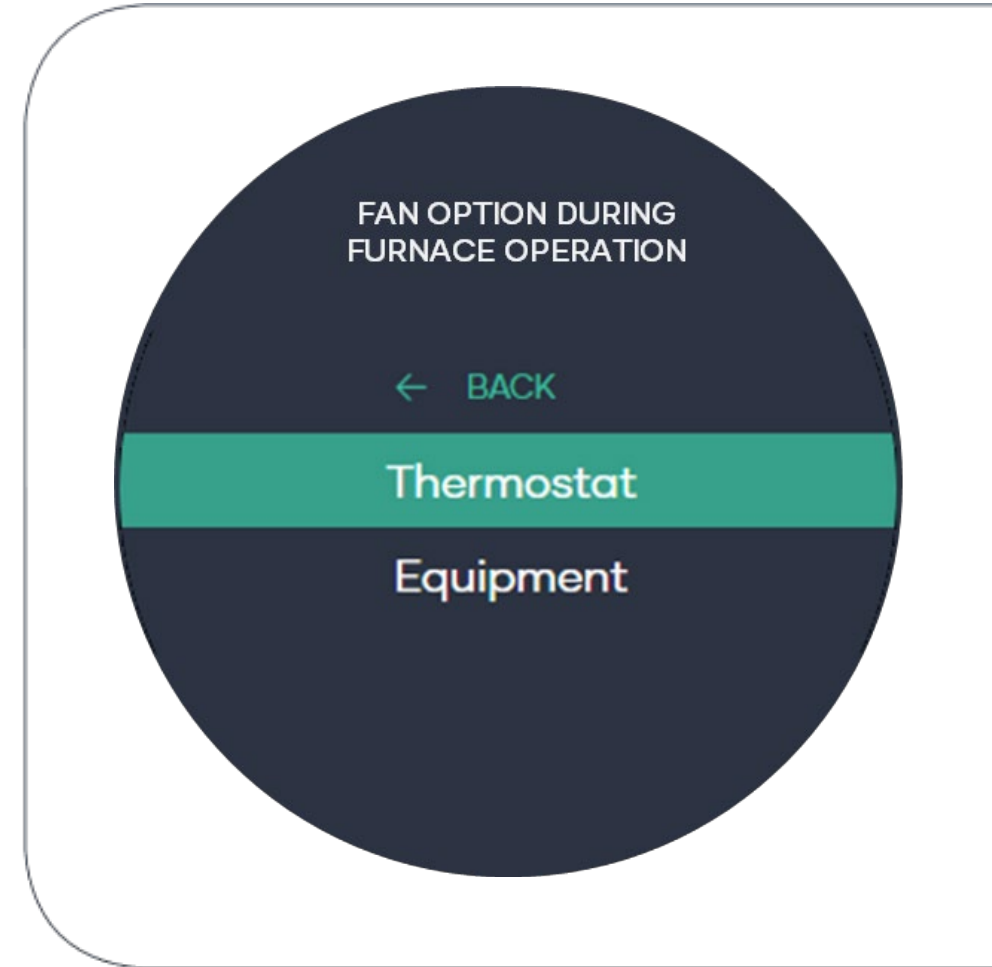 FAN OPTION DURING
FURNACE OPERATION
← BACK
Thermostat
Equipment